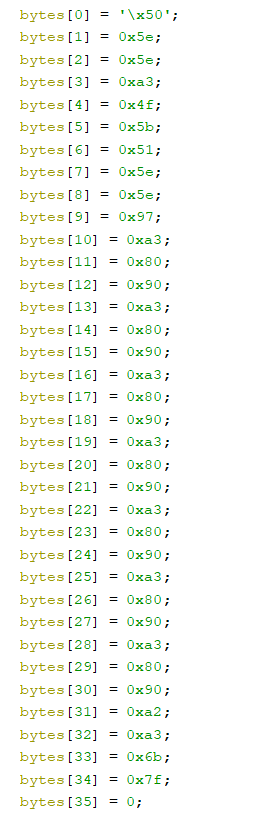 bytes[0] = '\x50';
bytes[1] = 0x5e;
bytes[2] = 0x5e;
bytes[3] = 0xa3;
bytes[4] = 0x4f;
bytes[5] = 0x5b;
bytes[6] = 0x51;
bytes[7] = 0x5e;
bytes[8] = 0x5e;
bytes[9] = 0x97;
bytes[10] = 0xa3;
bytes[11] = 0x80;
bytes[12] = 0x90;
bytes[13] = 0xa3;
bytes[14] = 0x80;
bytes[15] = 0x90;
bytes[16] = 0xa3;
bytes[17] = 0x80;
bytes[18] = 0x90;
bytes[19] = 0xa3;
bytes[20] = 0x80;
bytes[21] = 0x90;
bytes[22] = 0xa3;
bytes[23] = 0x80;
bytes[24] = 0x90;
bytes[25] = 0xa3;
bytes[26] = 0x80;
bytes[27] = 0x90;
bytes[28] = 0xa3;
bytes[29] = 0x80;
bytes[30] = 0x90;
bytes[31] = 0xa2;
bytes[32] = 0xa3;
bytes[33] = 0x6b;
bytes[34] = 0x7f;
bytes[35] = 0;